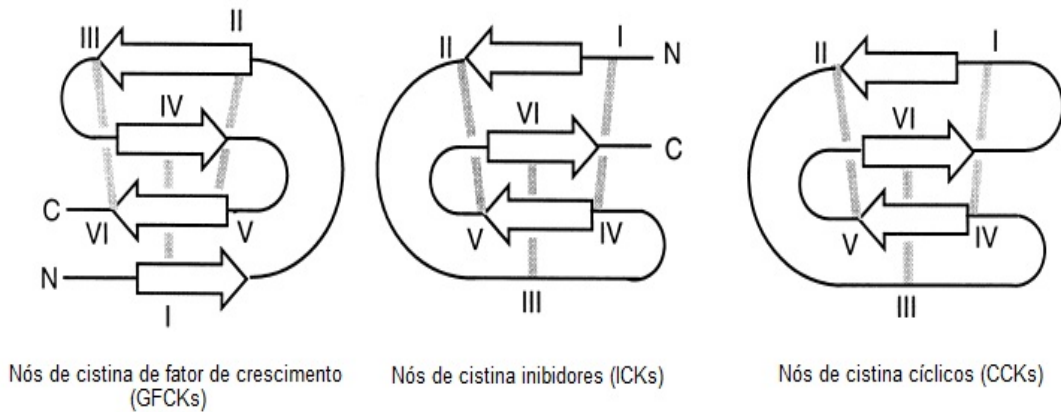 III
II
IV
C
VI
V
N
I
Nós de cistina de fator de crescimento
(GFCKs)
II
I
N
VI
C
V
IV
III
Nós de cistina inibidores (ICKs)
II
I
VI
V
IV
III
Nós de cistina cíclicos (CCKs)